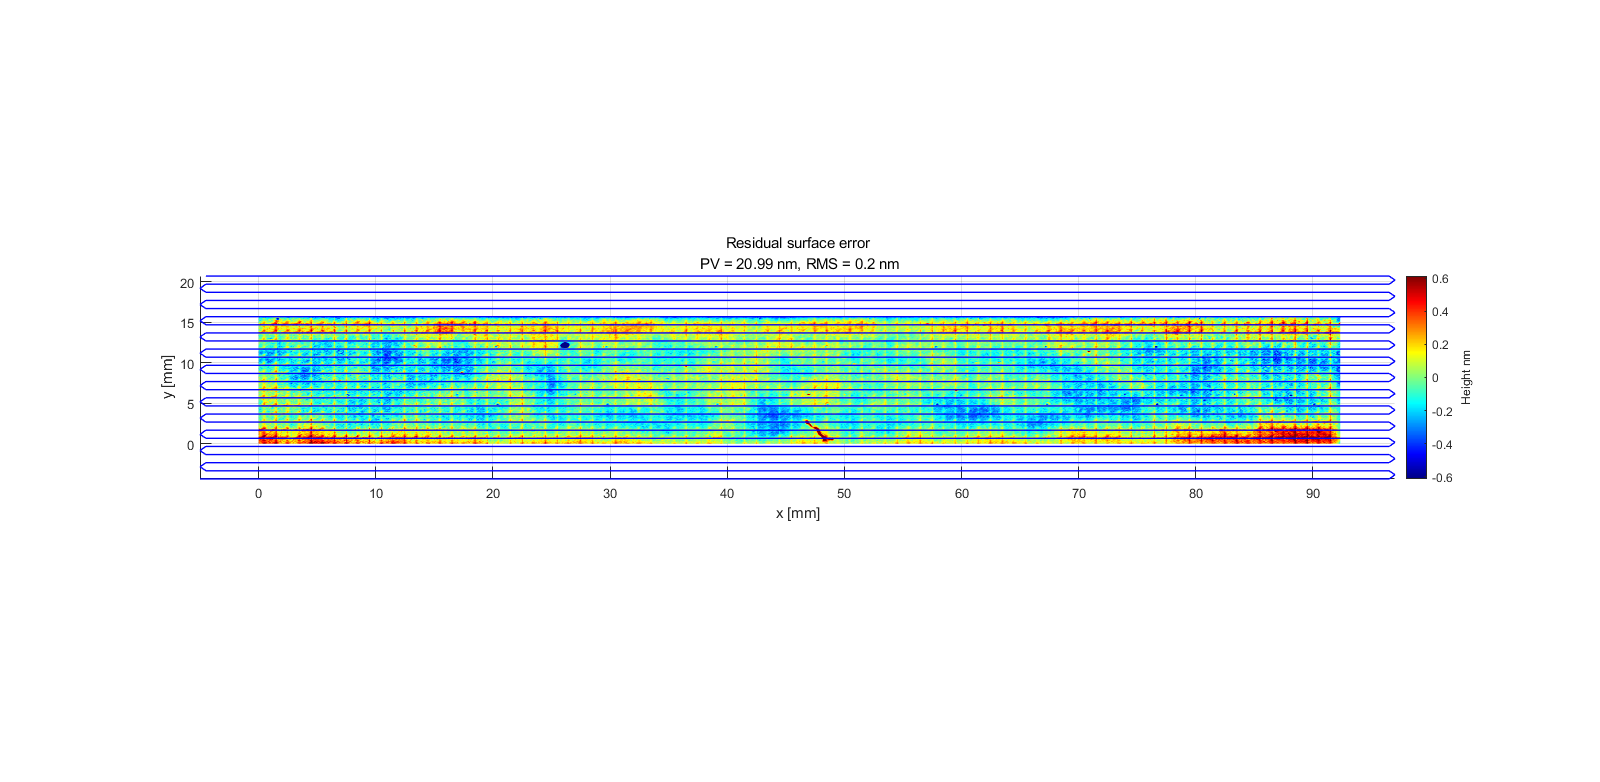 Residual surface error
PV = 20.99 nm, RMS = 0.2 nm
20
15
10
5
0
y [mm]
0 10 20 30 40 50 60 70 80 90
x [mm]
0.6
0.4
0.2
0
-0.2
-0.4
-0.6
Height nm